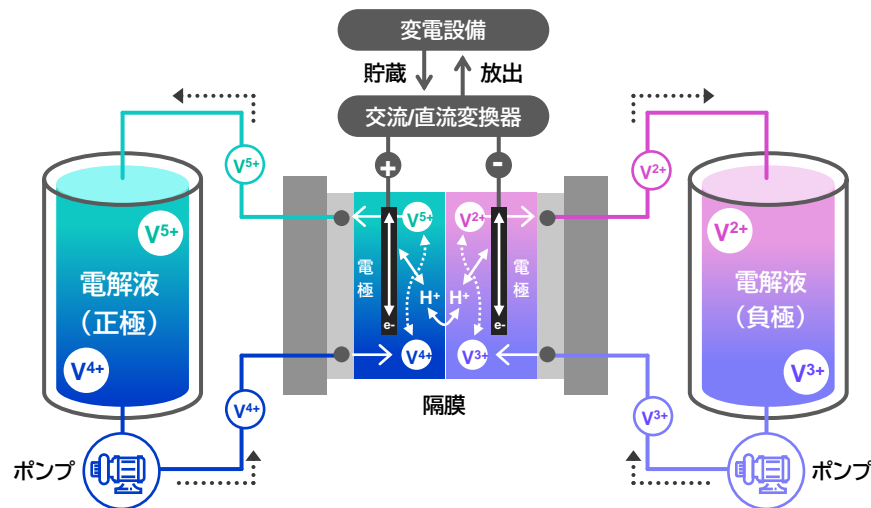 変電設備
貯蔵
放出
交流/直流変換器
+
-
V5+
V2+
V5+
電解液
(正極)
V4+
V5+
V2+
電極
電極
H+
H+
e-
e-
V4+
V3+
V2+
電解液
(負極)
V3+
V4+
V3+
隔膜
ポンプ
ポンプ